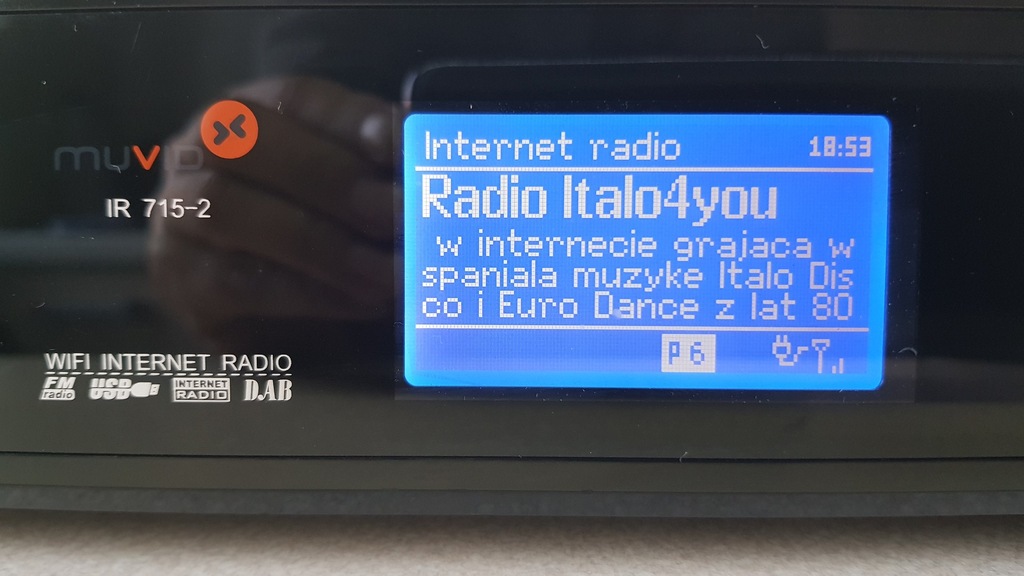 muvid
IR 715-2
WIFI INTERNET RADIO
FM
radio
USB
INTERNET
RADIO
DAB
Internet radio 18:53
Radio Italo4you
w internecie grajaca w
spaniala muzyke Italo Dis
co i Euro Dance z lat 80
P 6